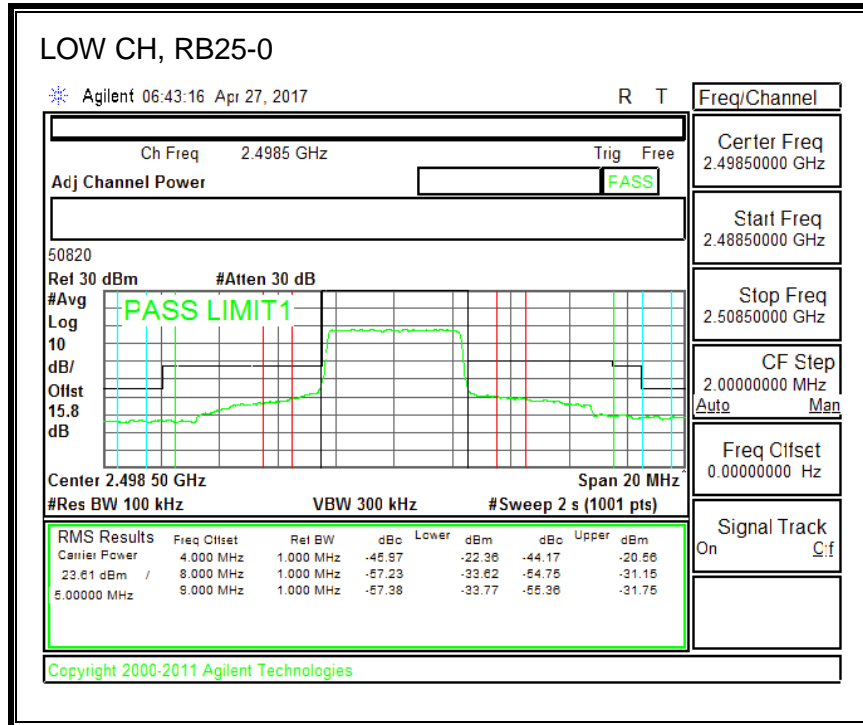 LOW CH, RB25-0
Agilent 06:43:16 Apr 27, 2017 R T
Freq/Channel
Ch Freq 2.4985 GHz Trig Free
Adj Channel Power PASS
Center Freq
2.49850000 GHz
Start Freq
2.48850000 GHz
Stop Freq
2.50850000 GHz
CF Step
2.00000000 MHz
Auto Man
Freq Offset
0.00000000 Hz
Signal Track
On Off
50820
Ref 30 dBm #Atten 30 dB
#Avg
Log
10
dB/
Offst
15.8
dB
PASS LIMIT1
Center 2.498 50 GHz Span 20 MHz
#Res BW 100 kHz VBW 300 kHz #Sweep 2 s (1001 pts)
RMS Results Freq Offset Ref BW dBc Lower dBm dBc Upper dBm
Carrier Power 4.000 MHz 1.000 MHz -45.97 -22.36 -44.17 -20.56
23.61 dBm / 8.000 MHz 1.000 MHz -57.23 -33.62 -54.75 -31.15
5.00000 MHz 9.000 MHz 1.000 MHz -57.38 -33.77 -55.36 -31.75
Copyright 2000-2011 Agilent Technologies